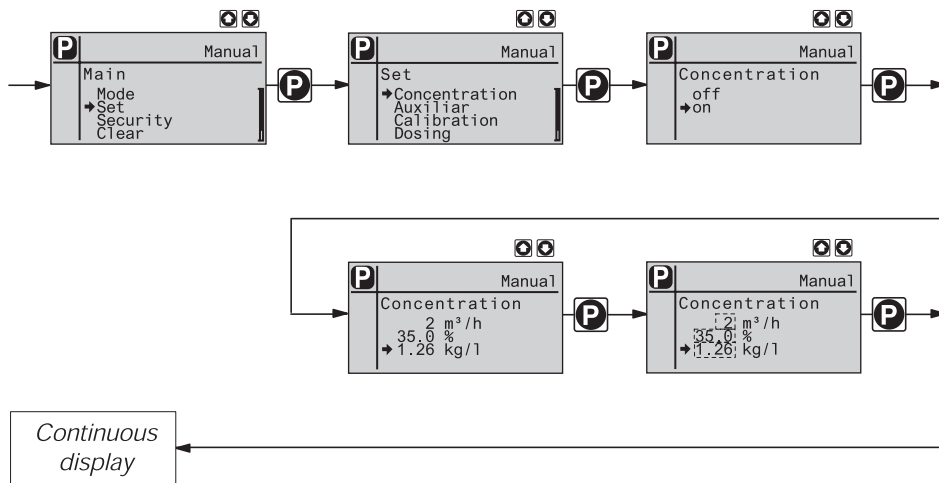 P
Manual
Main
Mode
Set
Security
Clear
P
P
Manual
Set
Concentration
Auxiliar
Calibration
Dosing
P
P
Manual
Concentration
off
on
P
P
Manual
Concentration
2 m³/h
35.0 %
1.26 kg/l
P
P
Manual
Concentration
2 m³/h
35.0 %
1.26 kg/l
P
Continuous
display